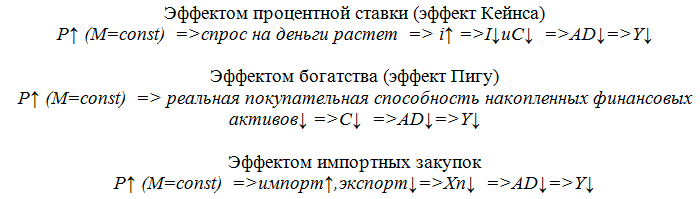 Эффектом процентной ставки (эффект Кейнса)
P↑ (M=const) =>спрос на деньги растет => i↑ =>I↓иC↓ =>AD↓=>Y↓
Эффектом богатства (эффект Пигу)
P↑ (M=const) => реальная покупательная способность накопленных финансовых
активов↓ =>C↓ =>AD↓=>Y↓
Эффектом импортных закупок
P↑ (M=const) =>импорт↑,экспорт↓=>Xn↓ =>AD↓=>Y↓